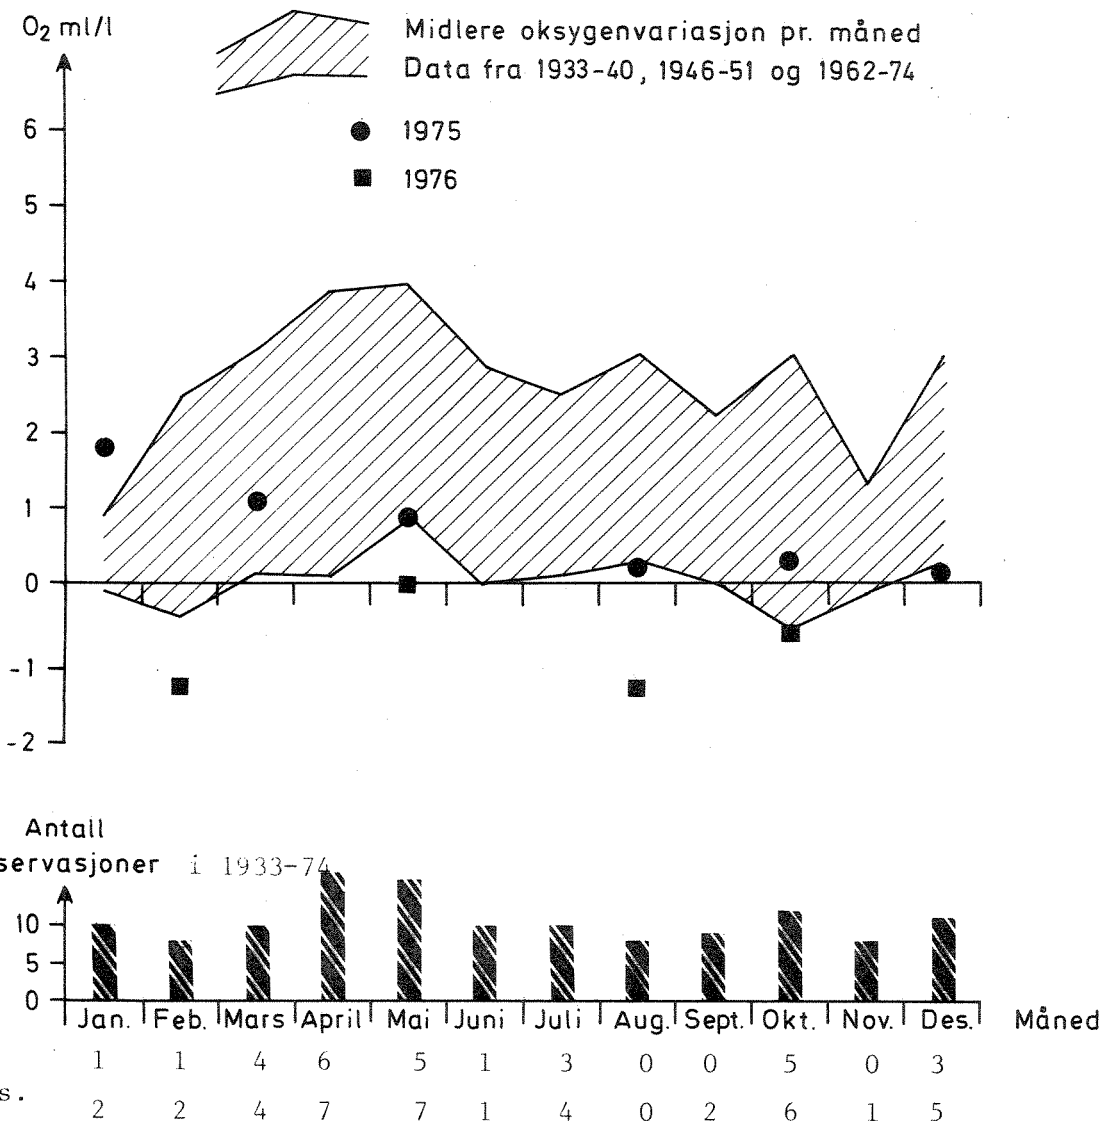 O2 ml/l
Midlere oksygenvariasjon pr. måned
Data fra 1933-40, 1946-51 og 1962-74
1975
1976
6
5
4
3
2
1
0
-1
-2
Antall
servasjoner i 1933-74
10
5
0
Jan. Feb. Mars April Mai Juni Juli Aug. Sept. Okt. Nov. Des. Måned
1 1 4 6 5 1 3 0 0 5 0 3
s. 2 2 4 7 7 1 4 0 2 6 1 5